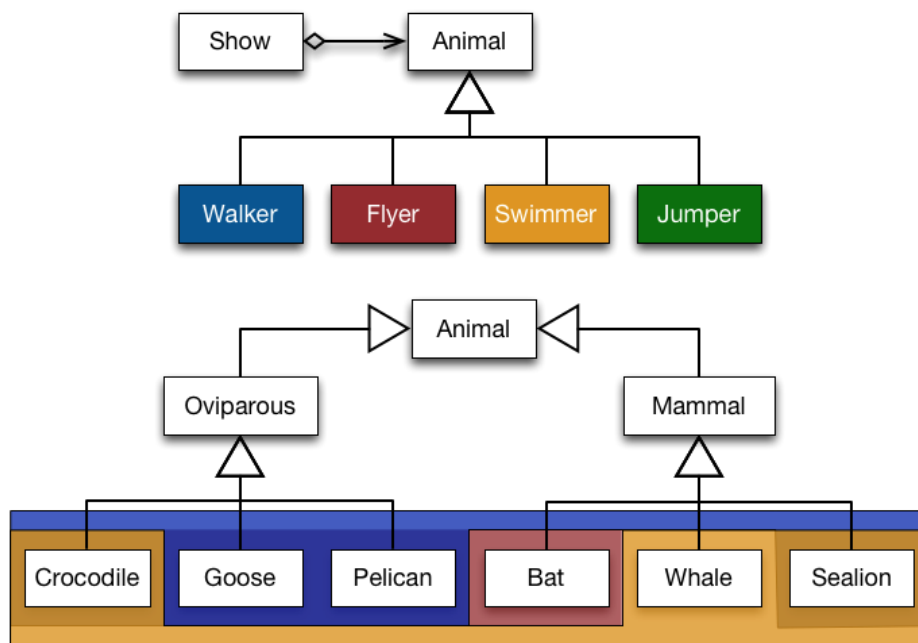 Show
Animal
Walker
Flyer
Swimmer
Jumper
Animal
Oviparous
Mammal
Crocodile
Goose
Pelican
Bat
Whale
Sealion